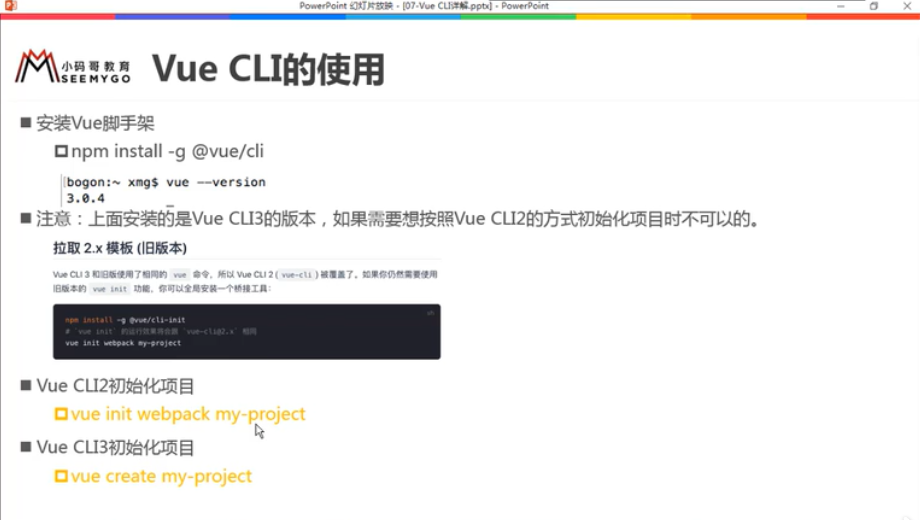 PowerPoint 幻灯片放映 - [07-Vue CLI详解.pptx] - PowerPoint
小码哥教育
SEEMYGO
Vue CLI的使用
安装Vue脚手架
npm install -g @vue/cli
bogon:~ xmg$ vue --version
3.0.4
注意：上面安装的是Vue CLI3的版本，如果需要想按照Vue CLI2的方式初始化项目时不可以的。
拉取 2.x 模板 (旧版本)
Vue CLI 3 和旧版使用了相同的 vue 命令，所以 Vue CLI 2 (vue-cli) 被覆盖了。如果你仍然需要使用
旧版本的 vue init 功能，你可以全局安装一个桥接工具：
npm install -g @vue/cli-init
# `vue init` 的运行效果将会跟 `vue-cli@2.x` 相同
vue init webpack my-project
Vue CLI2初始化项目
vue init webpack my-project
Vue CLI3初始化项目
vue create my-project